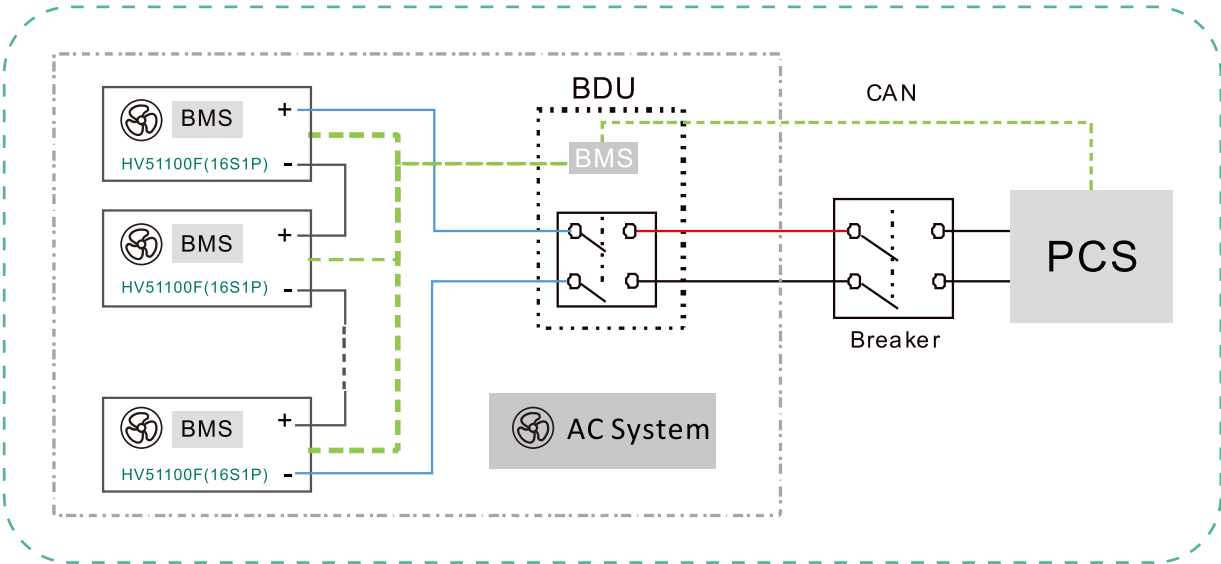 BDU
CAN
BMS
+
HV51100F(16S1P)
-
BMS
BMS
+
HV51100F(16S1P)
-
PCS
Breaker
BMS
+
HV51100F(16S1P)
-
AC System